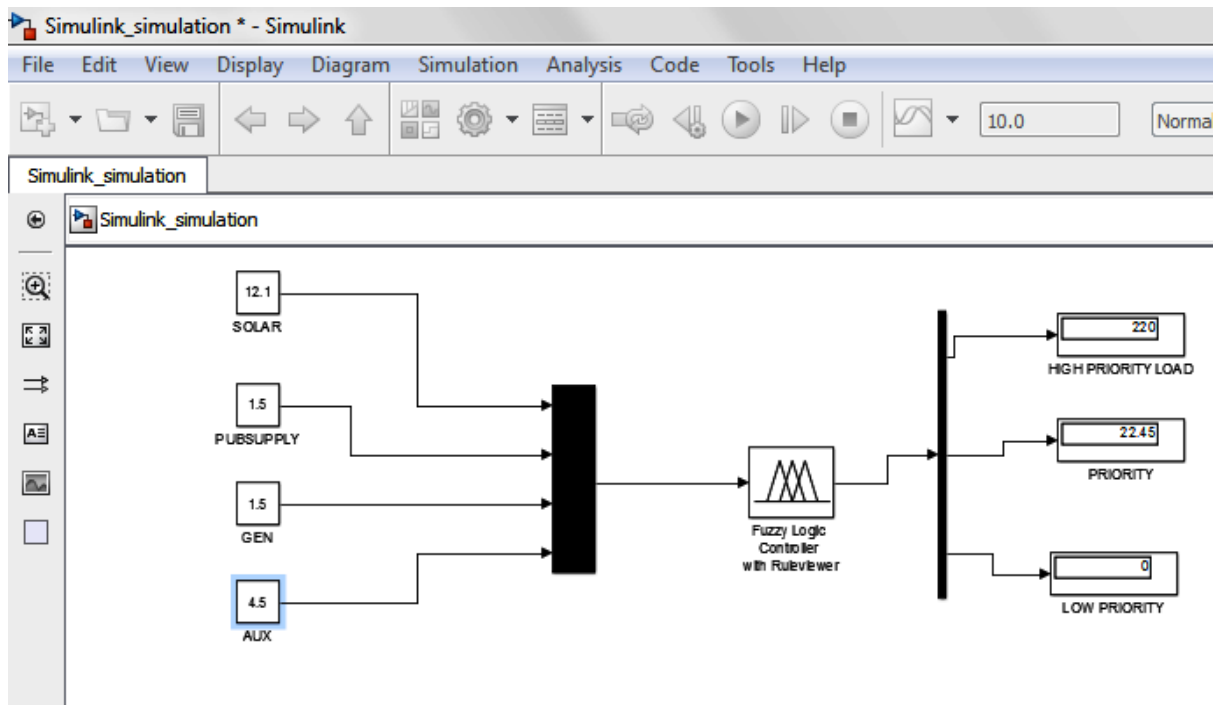 Simulink_simulation * - Simulink
File Edit View Display Diagram Simulation Analysis Code Tools Help
10.0 Normal
Simulink_simulation
Simulink_simulation
12.1
SOLAR
1.5
PUBSUPPLY
1.5
GEN
4.5
AUX
Fuzzy Logic
Controller
with Ruleviewer
220
HIGH PRIORITY LOAD
22.45
PRIORITY
0
LOW PRIORITY